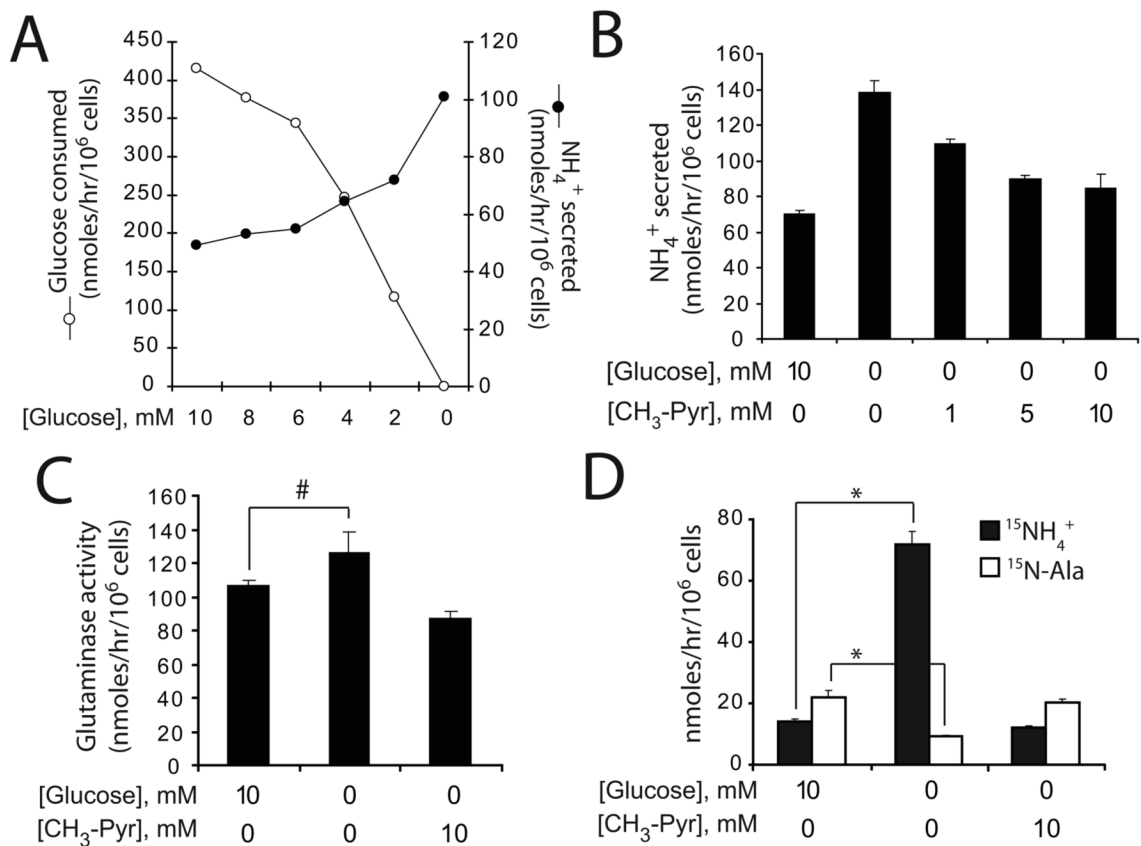 A
Glucose consumed
(nmoles/hr/10⁶ cells)
450
400
350
300
250
200
150
100
50
0
120
100
80
60
40
20
0
NH₄⁺ secreted
(nmoles/hr/10⁶ cells)
[Glucose], mM 10 8 6 4 2 0
B
NH₄⁺ secreted
(nmoles/hr/10⁶ cells)
160
140
120
100
80
60
40
20
0
[Glucose], mM 10 0 0 0 0
[CH₃-Pyr], mM 0 0 1 5 10
C
Glutaminase activity
(nmoles/hr/10⁶ cells)
160
140
120
100
80
60
40
20
0
#
[Glucose], mM 10 0 0
[CH₃-Pyr], mM 0 0 10
D
nmoles/hr/10⁶ cells
80
60
40
20
0
*
*
¹⁵NH₄⁺
¹⁵N-Ala
[Glucose], mM 10 0 0
[CH₃-Pyr], mM 0 0 10